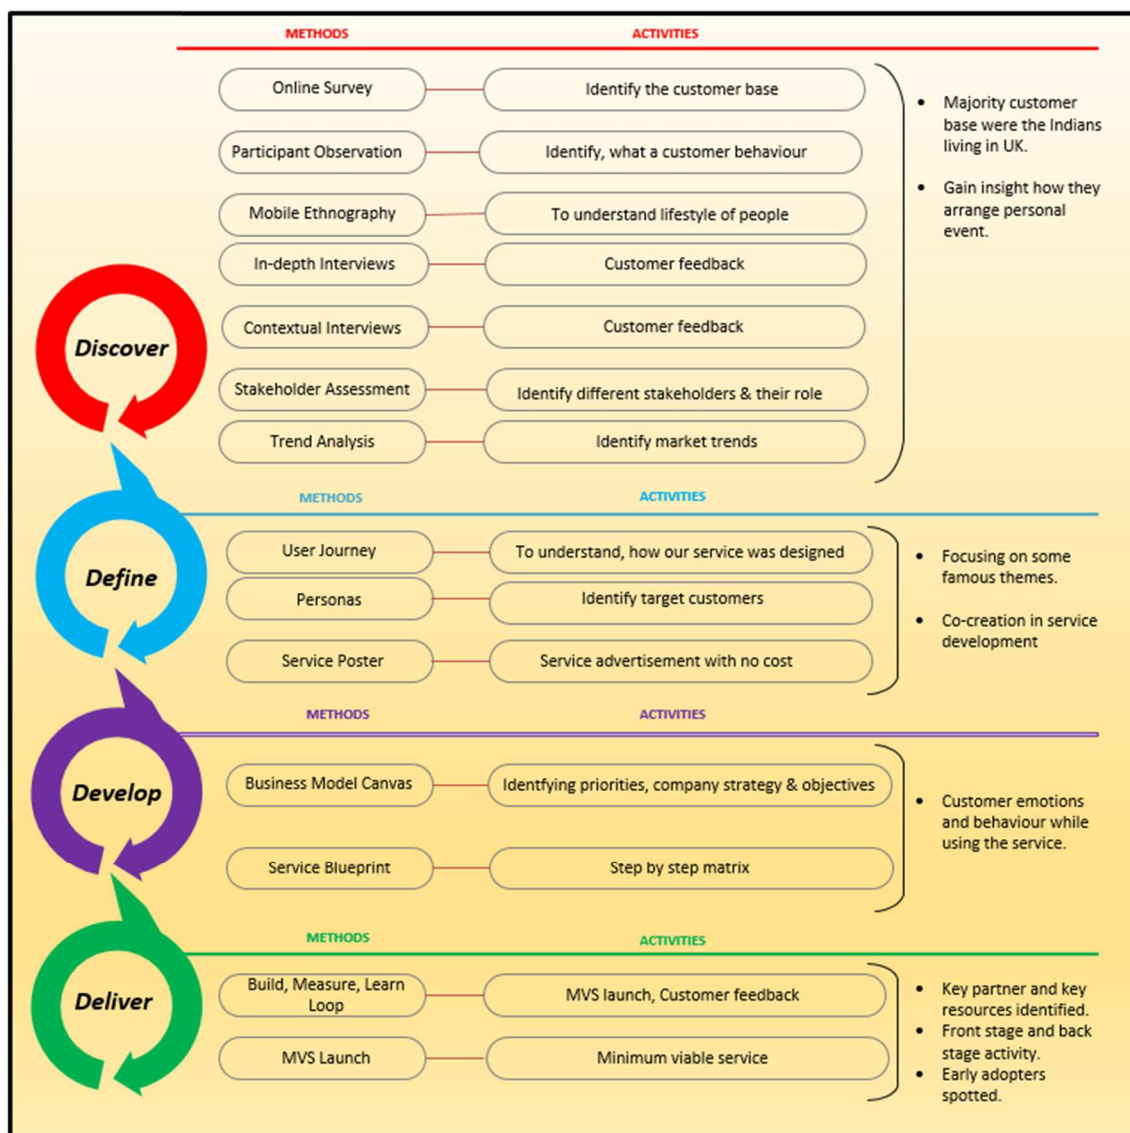 METHODS ACTIVITIES
Online Survey Identify the customer base
Participant Observation Identify, what a customer behaviour
Mobile Ethnography To understand lifestyle of people
In-depth Interviews Customer feedback
Contextual Interviews Customer feedback
Stakeholder Assessment Identify different stakeholders & their role
Trend Analysis Identify market trends
• Majority customer
base were the Indians
living in UK.
• Gain insight how they
arrange personal
event.
Discover
METHODS ACTIVITIES
User Journey To understand, how our service was designed
Personas Identify target customers
Service Poster Service advertisement with no cost
• Focusing on some
famous themes.
• Co-creation in service
development
Define
METHODS ACTIVITIES
Business Model Canvas Identfying priorities, company strategy & objectives
Service Blueprint Step by step matrix
• Customer emotions
and behaviour while
using the service.
Develop
METHODS ACTIVITIES
Build, Measure, Learn
Loop
MVS launch, Customer feedback
MVS Launch Minimum viable service
• Key partner and key
resources identified.
• Front stage and back
stage activity.
• Early adopters
spotted.
Deliver